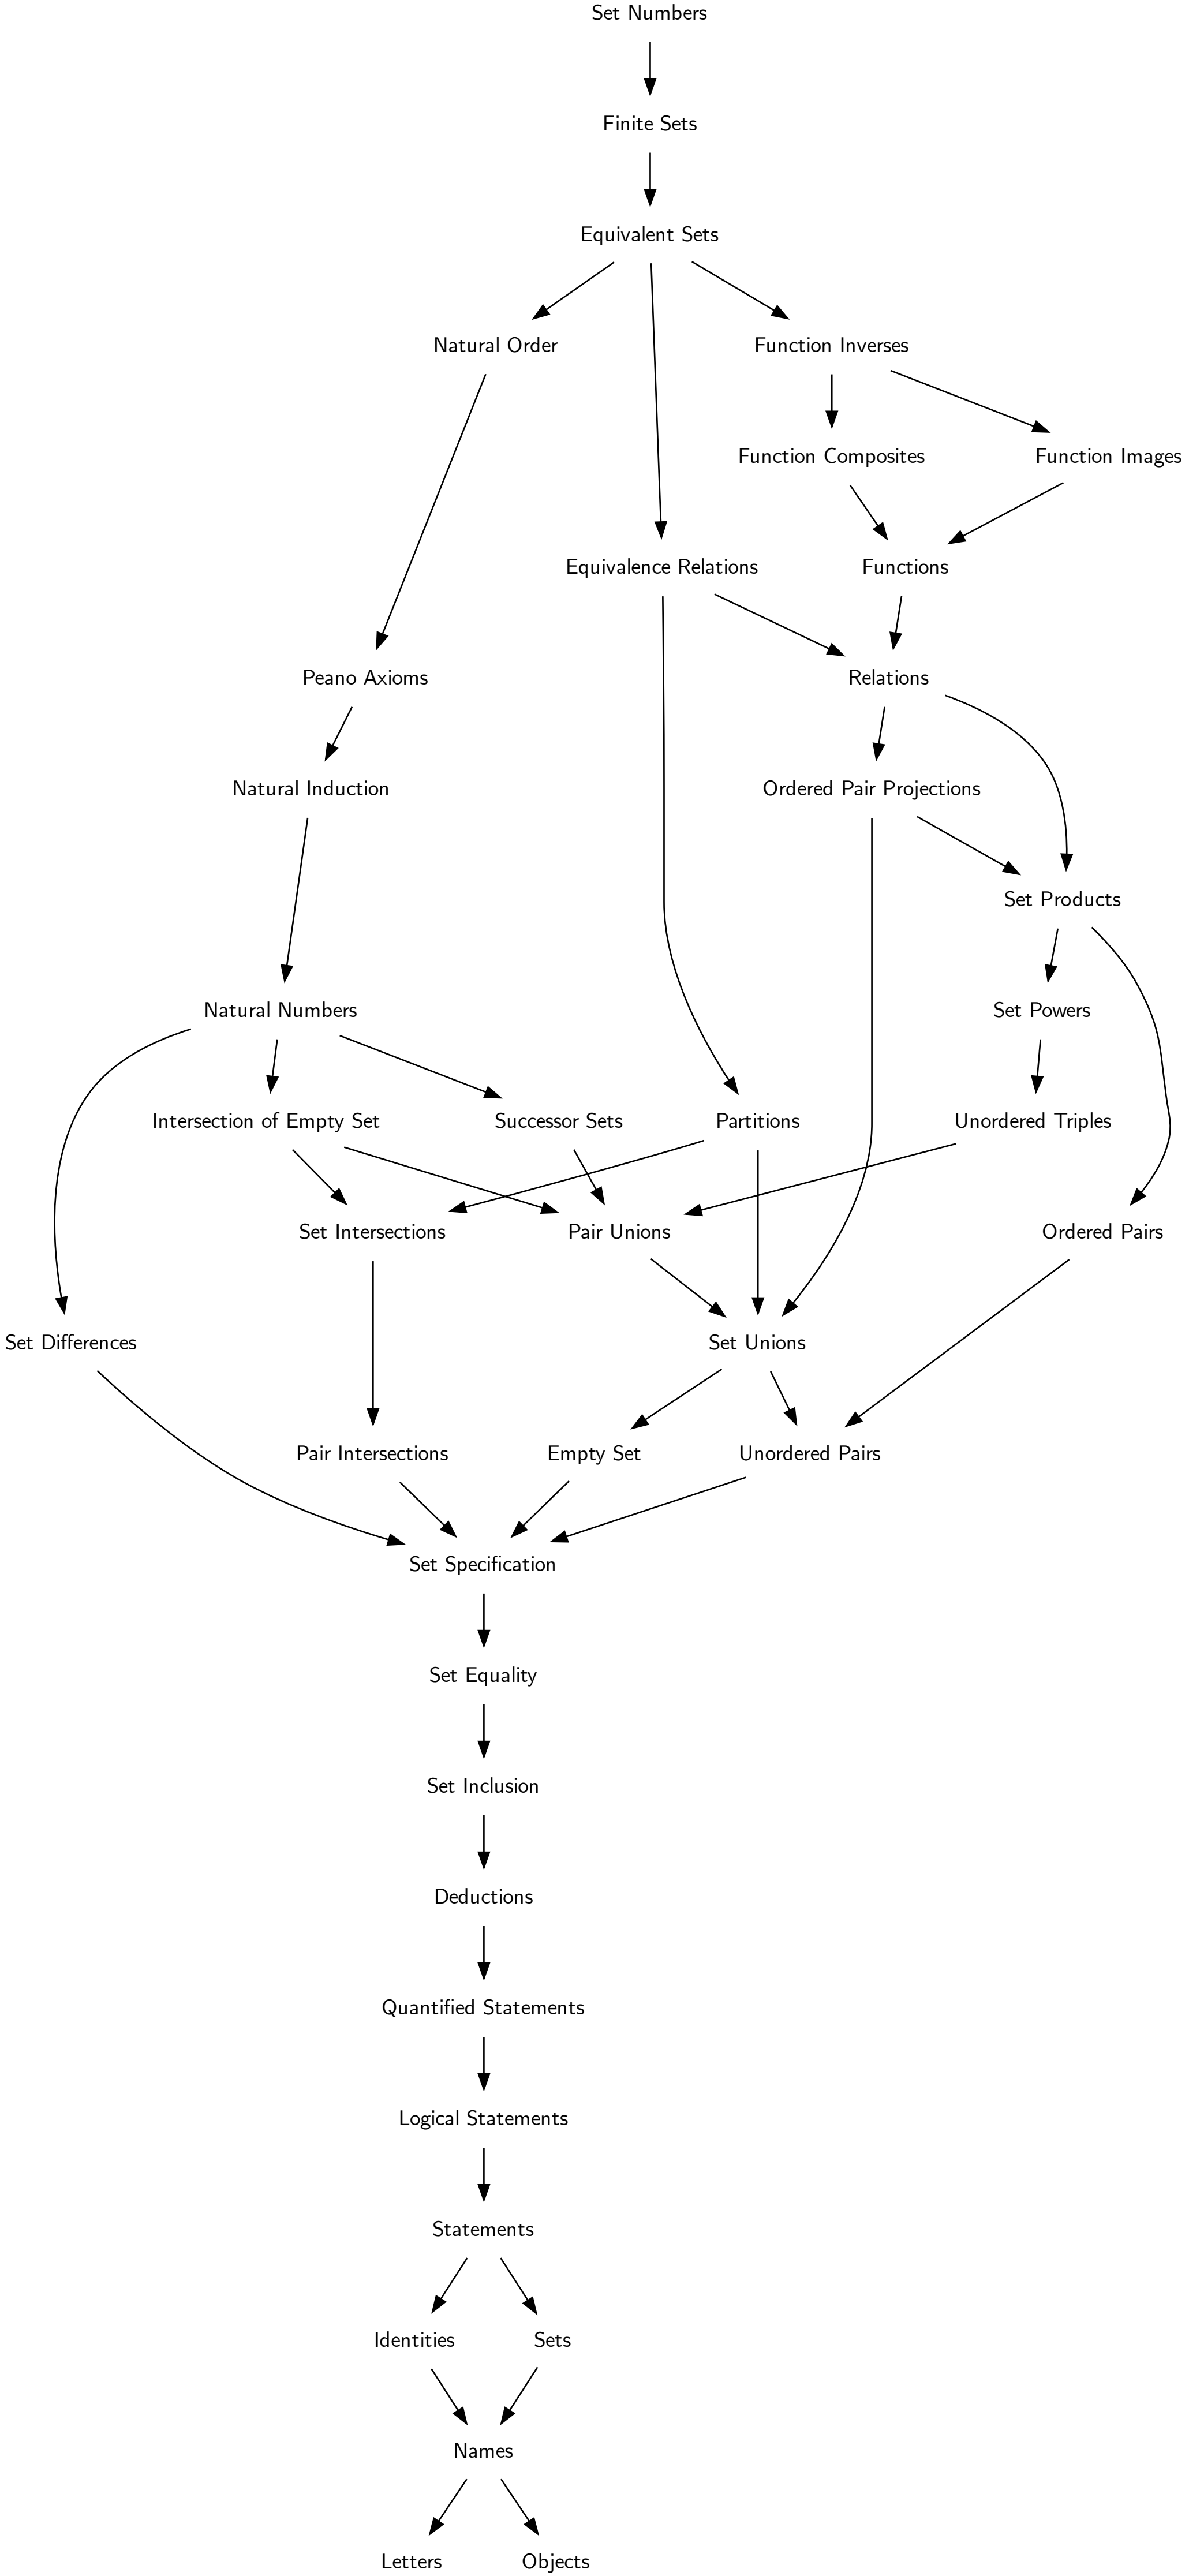 Set Numbers
Finite Sets
Equivalent Sets
Natural Order
Function Inverses
Function Composites
Function Images
Equivalence Relations
Functions
Peano Axioms
Relations
Natural Induction
Ordered Pair Projections
Set Products
Natural Numbers
Set Powers
Intersection of Empty Set
Successor Sets
Partitions
Unordered Triples
Set Intersections
Pair Unions
Ordered Pairs
Set Differences
Set Unions
Pair Intersections
Empty Set
Unordered Pairs
Set Specification
Set Equality
Set Inclusion
Deductions
Quantified Statements
Logical Statements
Statements
Identities
Sets
Names
Letters
Objects